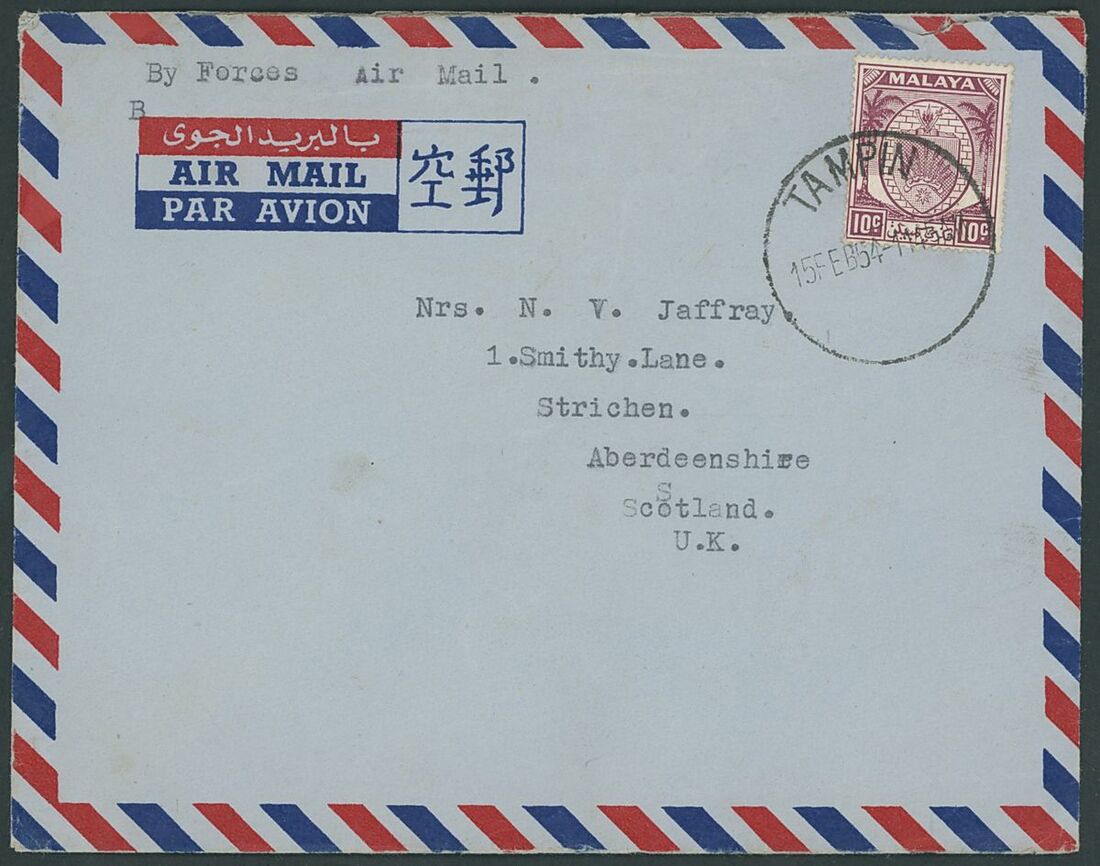 By Forces Air Mail .
B
بالبريد الجوى
AIR MAIL
PAR AVION
空郵
MALAYA
10c 10c
TAMPIN
15FEB54
Nrs. N. V. Jaffray.
1.Smithy.Lane.
Strichen.
Aberdeenshire
S
Scotland.
U.K.